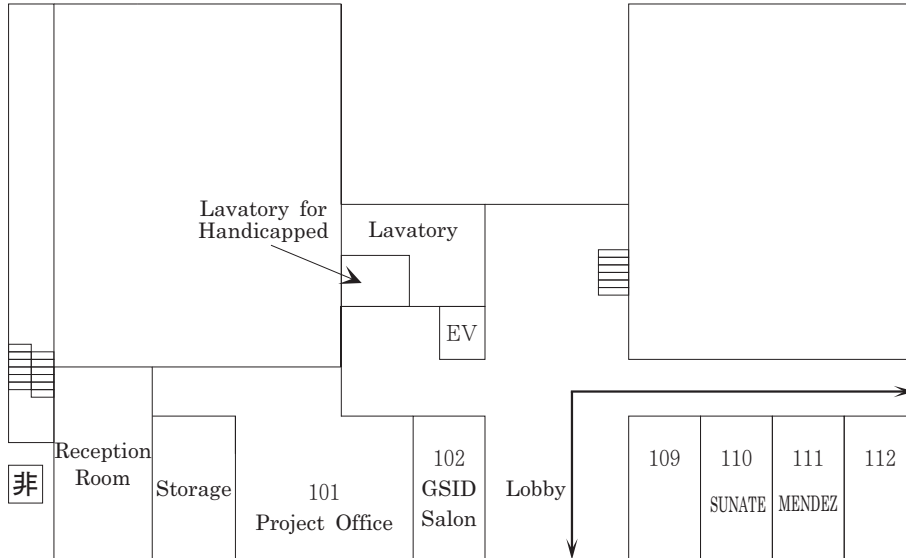 Lavatory for
Handicapped
Lavatory
EV
Reception
Room
Storage
101
Project Office
102
GSID
Salon
Lobby
109
110
SUNATE
111
MENDEZ
112
非